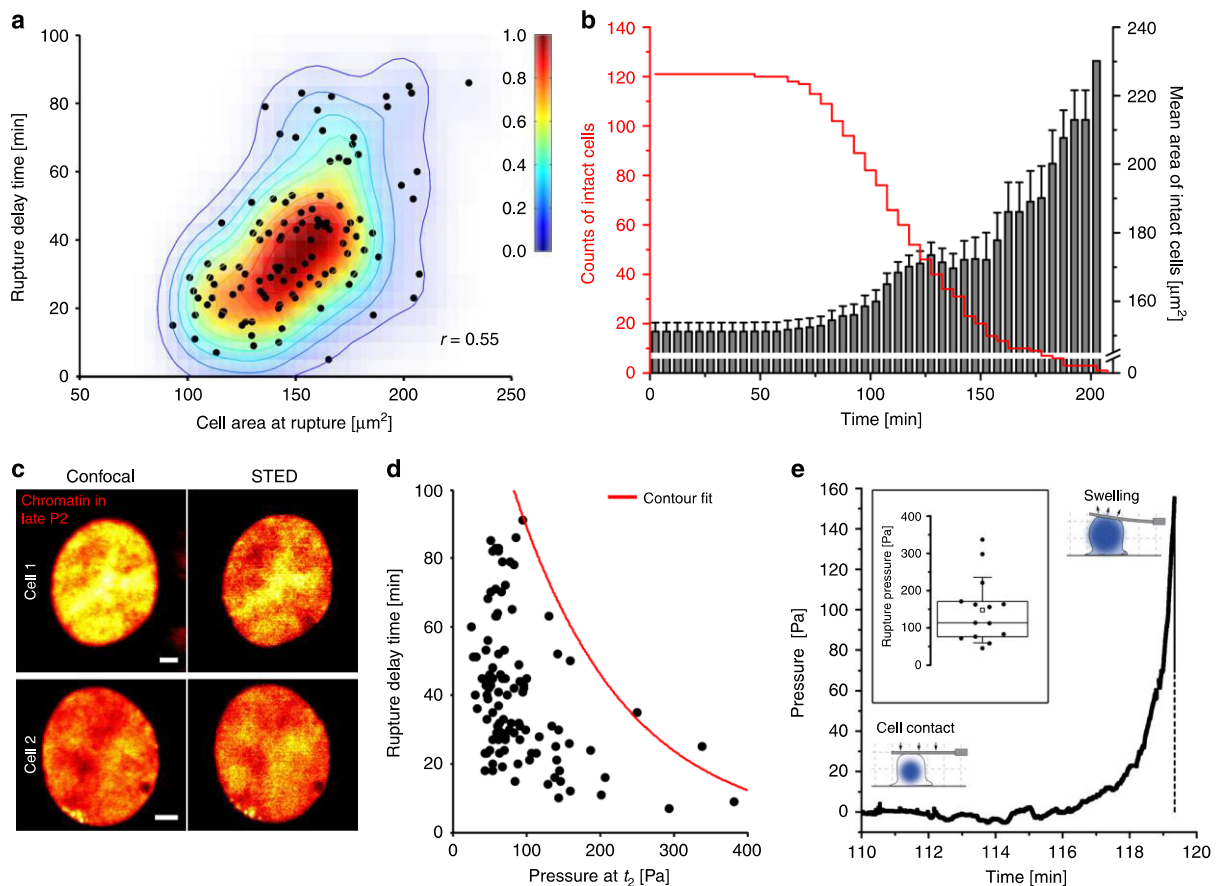 a
Rupture delay time [min]
100
80
60
40
20
0
50
100
150
200
250
Cell area at rupture [μm²]
1.0
0.8
0.6
0.4
0.2
0.0
r = 0.55
b
Counts of intact cells
140
120
100
80
60
40
20
0
0
50
100
150
200
Time [min]
240
220
200
180
160
0
Mean area of
intact cells [μm²]
c
Confocal
STED
Chromatin in
late P2
Cell 1
Cell 2
d
Rupture delay time [min]
100
80
60
40
20
0
0
100
200
300
400
Pressure at t₂ [Pa]
Contour fit
e
Pressure [Pa]
160
140
120
100
80
60
40
20
0
110
112
114
116
118
120
Time [min]
Rupture pressure [Pa]
400
300
200
100
0
Swelling
Cell contact